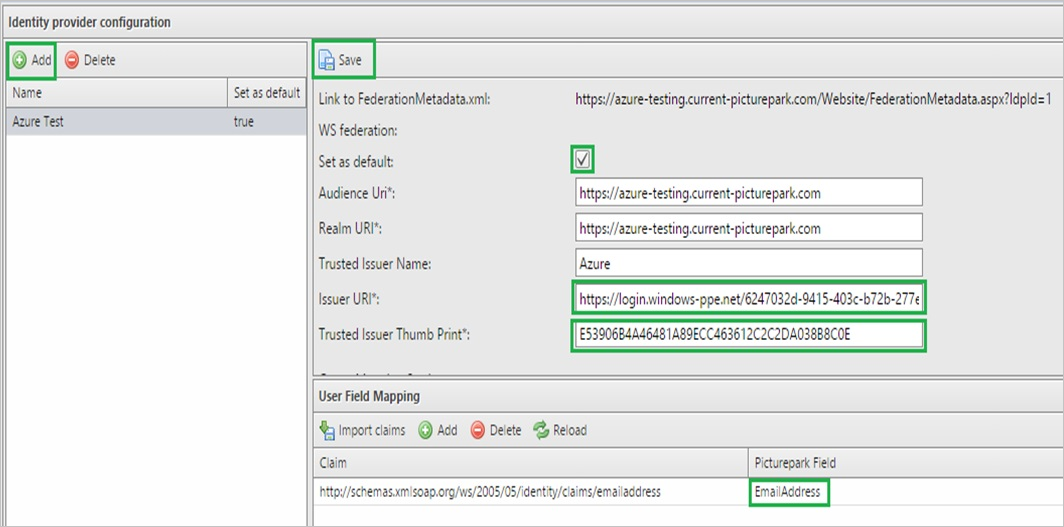 Identity provider configuration
Add Delete
Name Set as default
Azure Test true
Save
Link to FederationMetadata.xml: https://azure-testing.current-picturepark.com/Website/FederationMetadata.aspx?IdpId=1
WS federation:
Set as default:
Audience Uri*: https://azure-testing.current-picturepark.com
Realm URI*: https://azure-testing.current-picturepark.com
Trusted Issuer Name: Azure
Issuer URI*: https://login.windows-ppe.net/6247032d-9415-403c-b72b-277e
Trusted Issuer Thumb Print*: E53906B4A46481A89ECC463612C2C2DA038B8C0E
User Field Mapping
Import claims Add Delete Reload
Claim Picturepark Field
http://schemas.xmlsoap.org/ws/2005/05/identity/claims/emailaddress EmailAddress